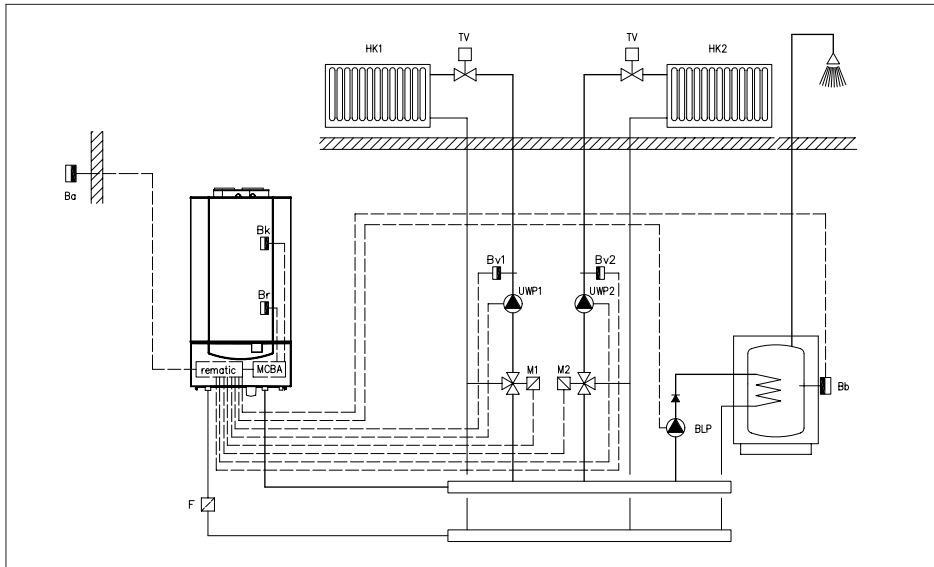 TV
TV
HK1
HK2
Ba
Bk
Br
Bv1
Bv2
UWP1
UWP2
rematic
MCBA
M1
M2
BLP
Bb
F